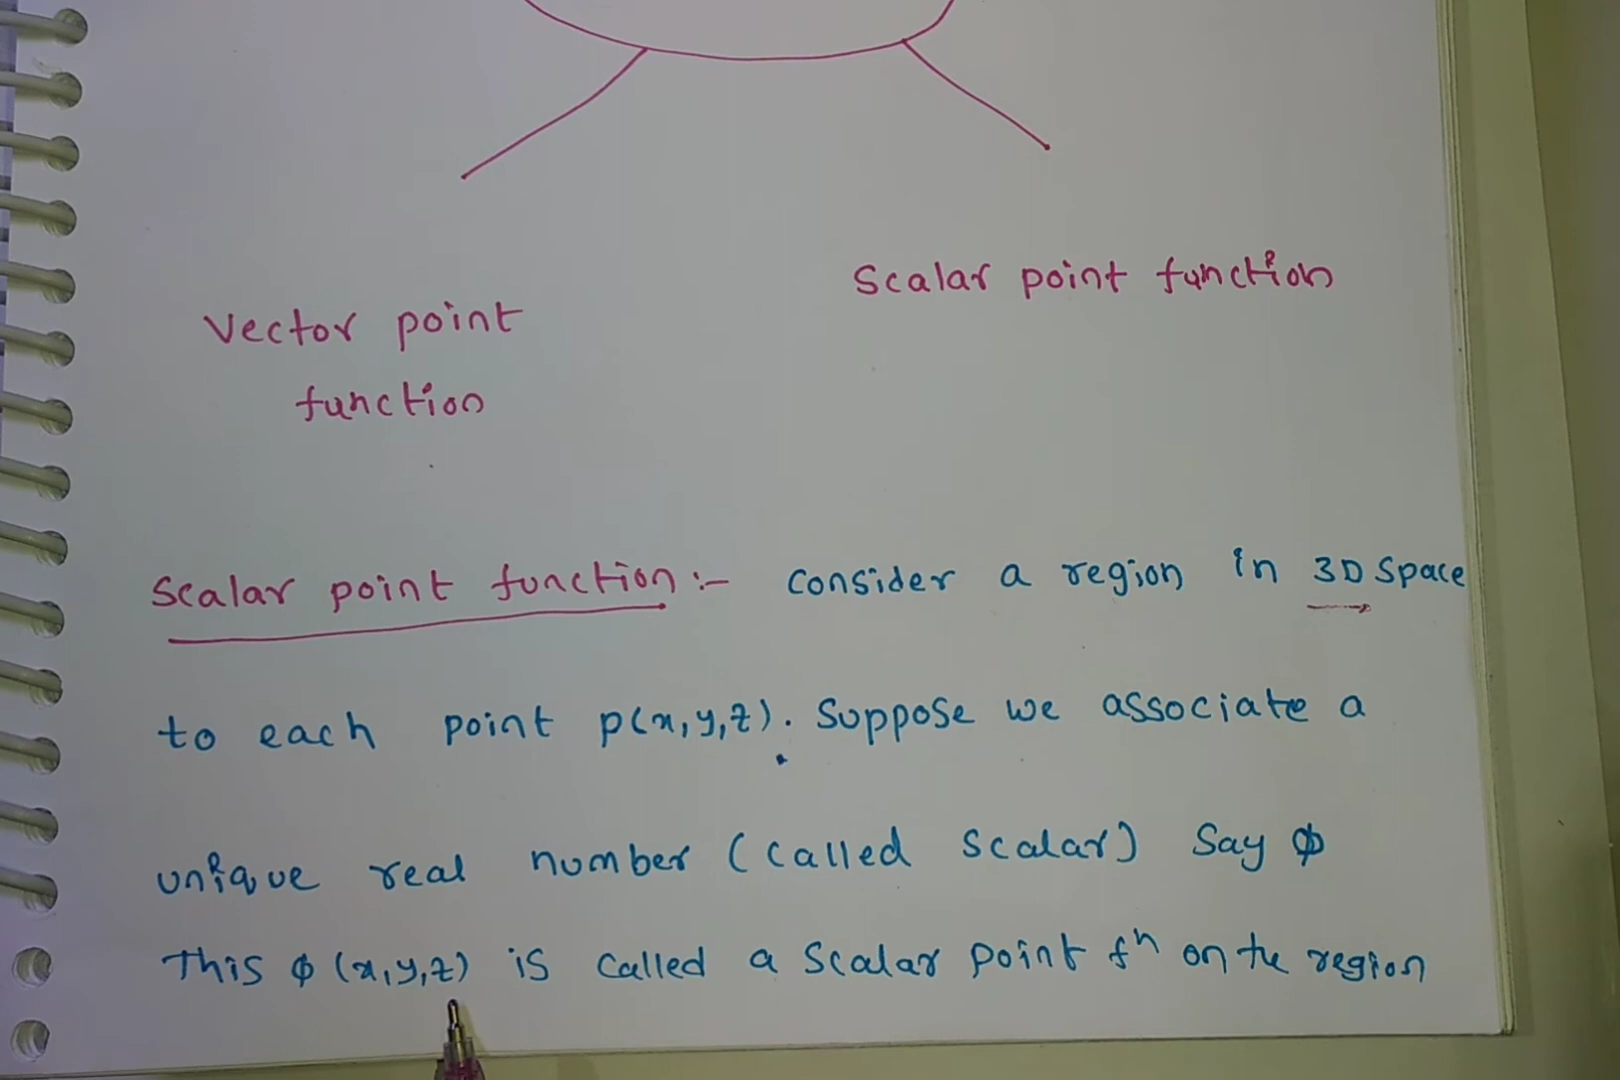 Scalar point function
Vector point
function
Scalar point function :- Consider a region in 3D Space
to each point p(x,y,z). Suppose we associate a
unique real number (called scalar) say φ
This φ (x,y,z) is called a scalar point fⁿ on the region